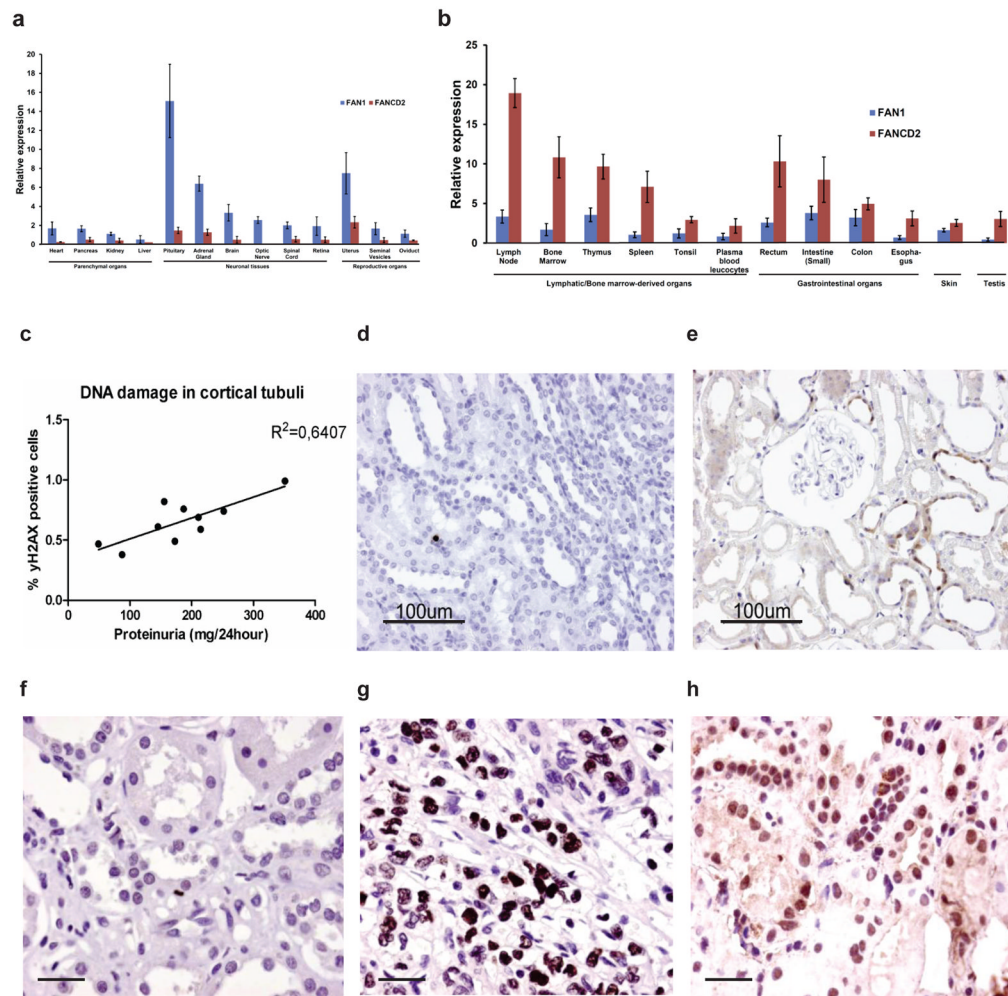 a
20
18
16
14
12
10
8
6
4
2
0
Relative expression
FAN1
FANCD2
Heart
Pancreas
Kidney
Liver
Pituitary
Adrenal
Gland
Brain
Optic
Nerve
Spinal
Cord
Retina
Uterus
Seminal
Vesicles
Oviduct
Parenchymal organs
Neuronal tissues
Reproductive organs
b
25
20
15
10
5
0
Relative expression
FAN1
FANCD2
Lymph
Node
Bone
Marrow
Thymus
Spleen
Tonsil
Plasma
blood
leucocytes
Rectum
Intestine
(Small)
Colon
Esopha-
gus
Skin
Testis
Lymphatic/Bone marrow-derived organs
Gastrointestinal organs
Skin
Testis
c
DNA damage in cortical tubuli
R²=0,6407
1.5
1.0
0.5
0.0
% yH2AX positive cells
0
100
200
300
400
Proteinuria (mg/24hour)
d
100um
e
100um
f
g
h